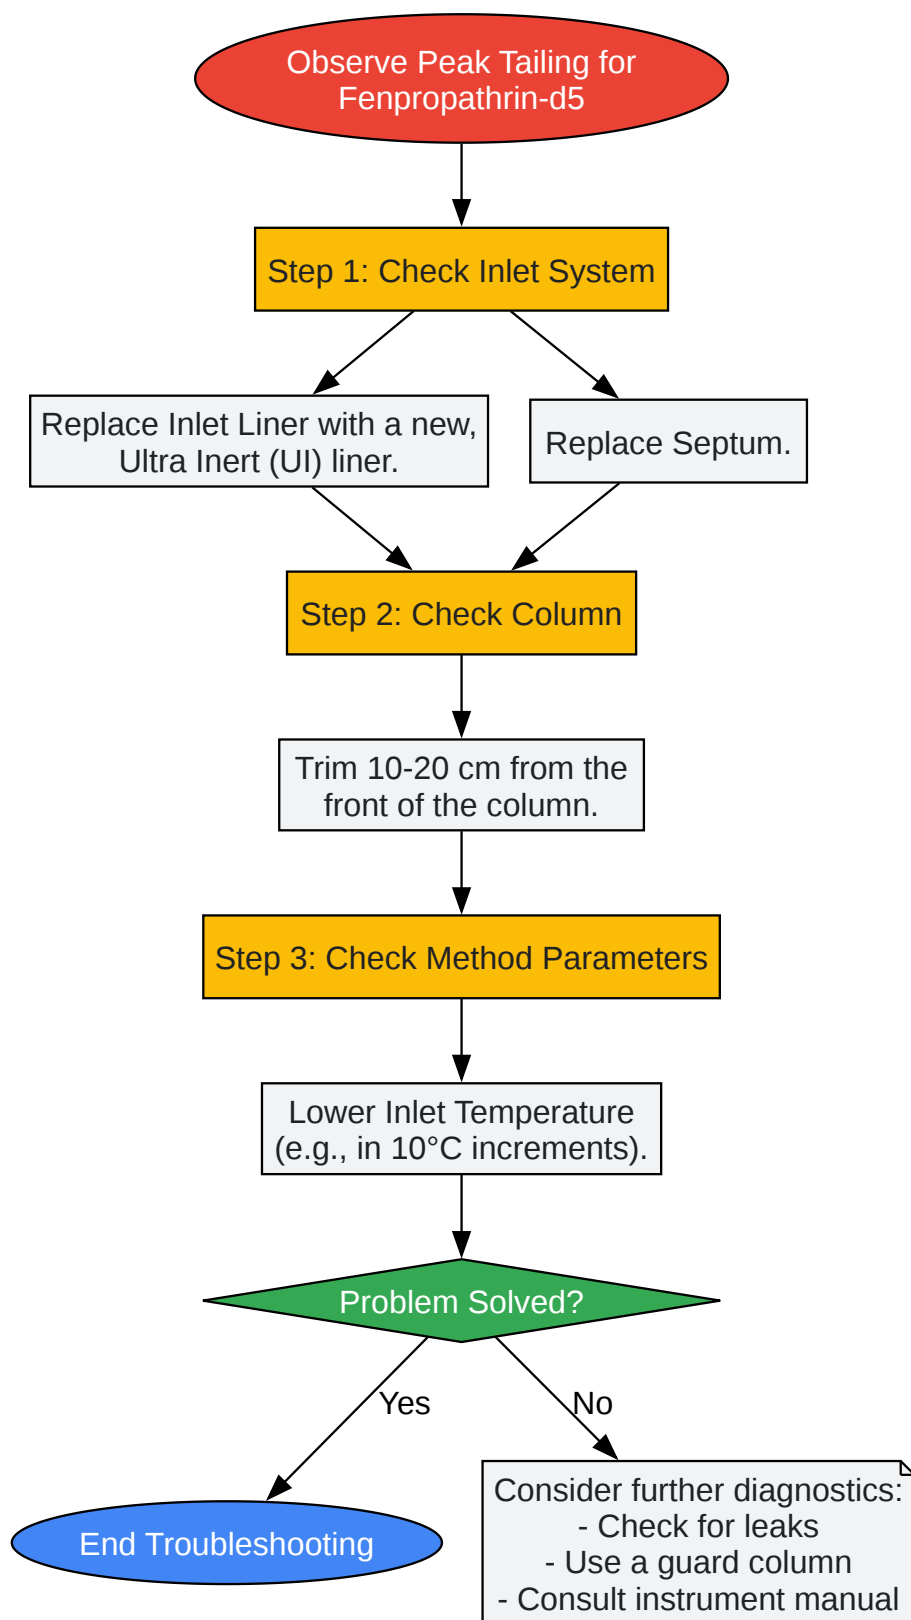 Observe Peak Tailing for
Fenpropathrin-d5
Step 1: Check Inlet System
Replace Inlet Liner with a new,
Ultra Inert (UI) liner.
Replace Septum.
Step 2: Check Column
Trim 10-20 cm from the
front of the column.
Step 3: Check Method Parameters
Lower Inlet Temperature
(e.g., in 10°C increments).
Problem Solved?
Yes
No
End Troubleshooting
Consider further diagnostics:
- Check for leaks
- Use a guard column
- Consult instrument manual